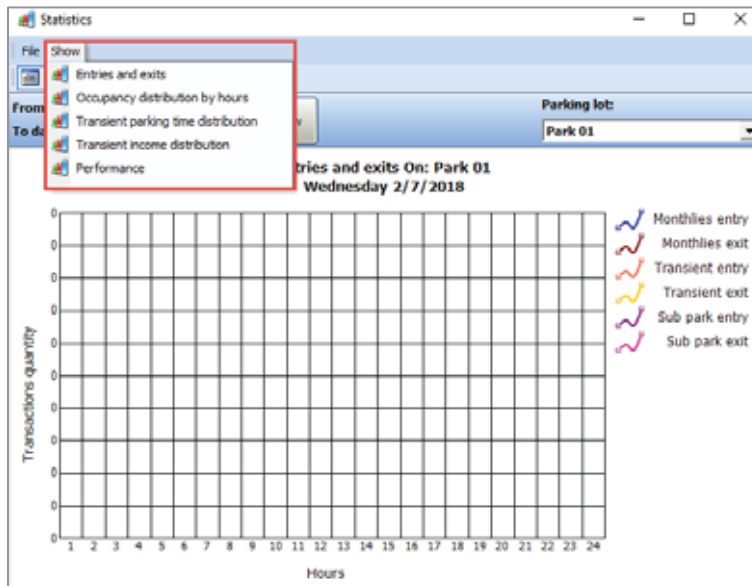 Statistics
File Show
Entries and exits
Occupancy distribution by hours
Transient parking time distribution
Transient income distribution
Performance
From
To da
Parking lot:
Park 01
tries and exits On: Park 01
Wednesday 2/7/2018
Monthlies entry
Monthlies exit
Transient entry
Transient exit
Sub park entry
Sub park exit
Transactions quantity
0
0
0
0
0
0
0
0
0
0
0
1 2 3 4 5 6 7 8 9 10 11 12 13 14 15 16 17 18 19 20 21 22 23 24
Hours